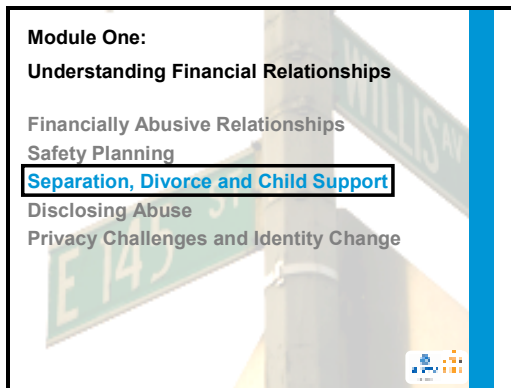 Module One:
Understanding Financial Relationships
Financially Abusive Relationships
Safety Planning
Separation, Divorce and Child Support
Disclosing Abuse
Privacy Challenges and Identity Change
WILLIS AV
E 145 ST